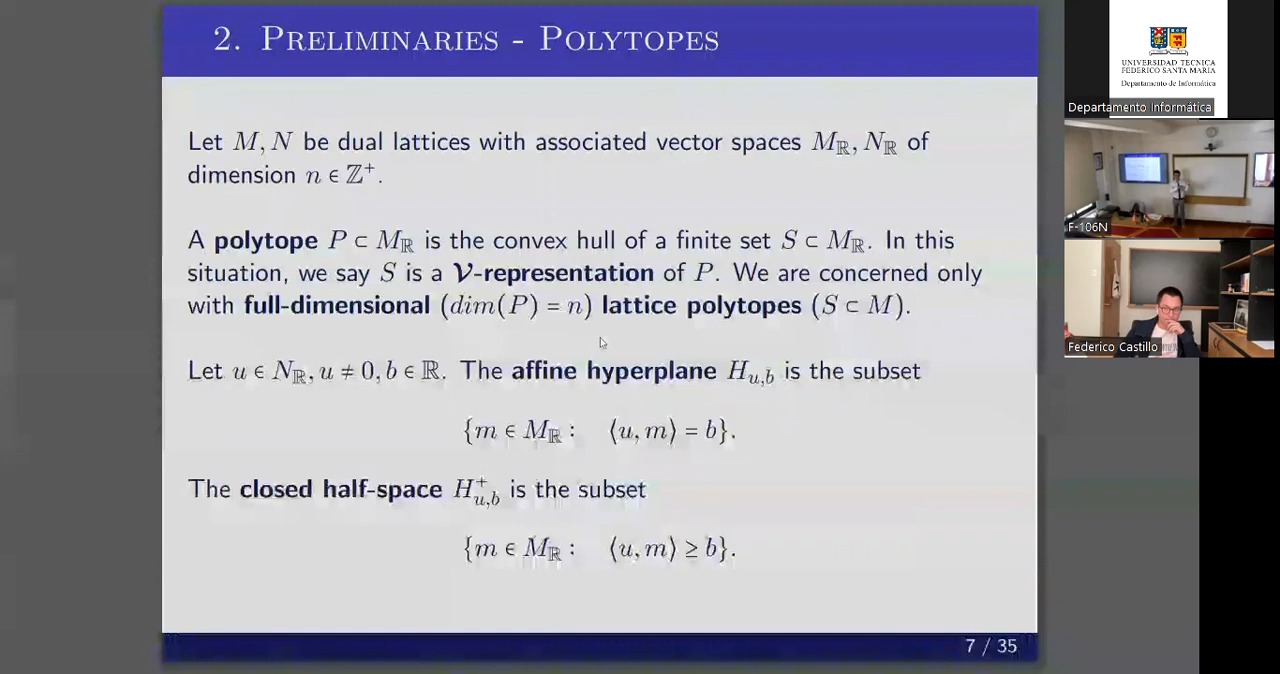 2. Preliminaries - Polytopes
Let M, N be dual lattices with associated vector spaces M_ℝ, N_ℝ of
dimension n ∈ ℤ⁺.
A polytope P ⊂ M_ℝ is the convex hull of a finite set S ⊂ M_ℝ. In this
situation, we say S is a 𝒱-representation of P. We are concerned only
with full-dimensional (dim(P) = n) lattice polytopes (S ⊂ M).
Let u ∈ N_ℝ, u ≠ 0, b ∈ ℝ. The affine hyperplane H_{u,b} is the subset
{m ∈ M_ℝ : ⟨u, m⟩ = b}.
The closed half-space H⁺_{u,b} is the subset
{m ∈ M_ℝ : ⟨u, m⟩ ≥ b}.
7 / 35
UNIVERSIDAD TECNICA
FEDERICO SANTA MARIA
Departamento de Informática
Departamento Informática
F-106N
Federico Castillo